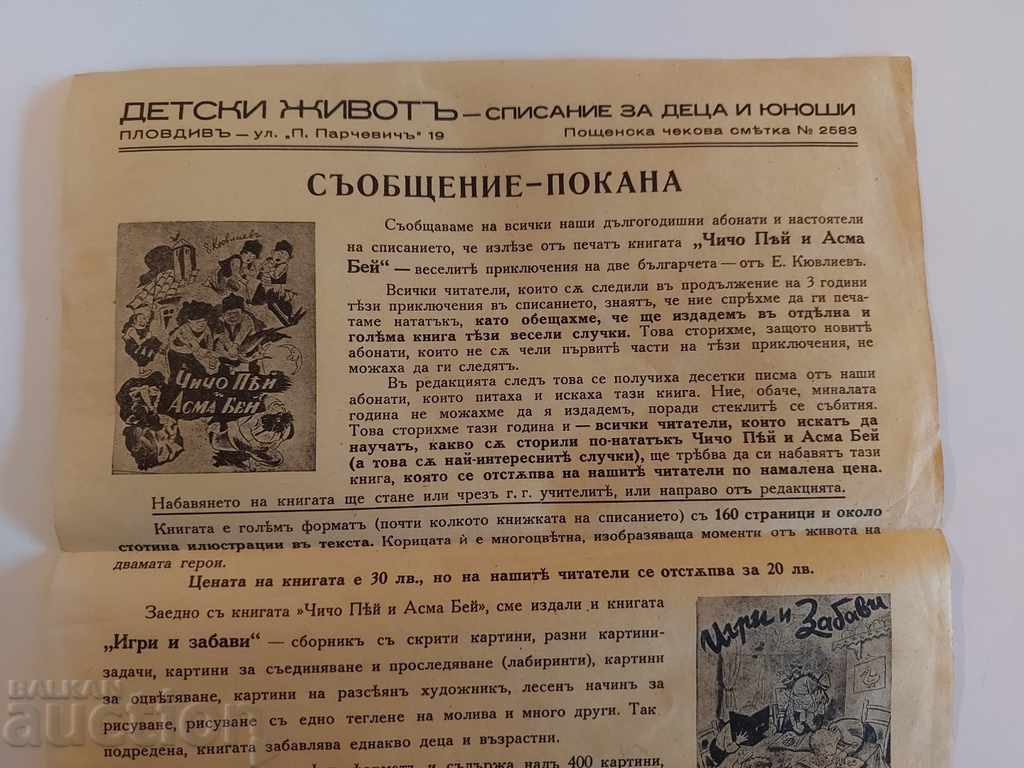 ДЕТСКИ ЖИВОТЪ — СПИСАНИЕ ЗА ДЕЦА И ЮНОШИ
ПЛОВДИВЪ — ул. „П. Парчевичъ" 19 Пощенска чекова смѣтка № 2583
СЪОБЩЕНИЕ-ПОКАНА
Е. Кювлиевъ
Чичо Пѣй
и
Асма Бей
Съобщаваме на всички наши дългогодишни абонати и настоятели
на списанието, че излѣзе отъ печатъ книгата „Чичо Пѣй и Асма
Бей" — веселитѣ приключения на две българчета — отъ Е. Кювлиевъ.
Всички читатели, които сѫ следили въ продължение на 3 години
тѣзи приключения въ списанието, знаятъ, че ние спрѣхме да ги печа-
таме нататъкъ, като обещахме, че ще издадемъ въ отдѣлна и
голѣма книга тѣзи весели случки. Това сторихме, защото новитѣ
абонати, които не сѫ чели първитѣ части на тѣзи приключения, не
можаха да ги следятъ.
Въ редакцията следъ това се получиха десетки писма отъ наши
абонати, които питаха и искаха тази книга. Ние, обаче, миналата
година не можахме да я издадемъ, поради стеклитѣ се събития.
Това сторихме тази година и — всички читатели, които искатъ да
научатъ, какво сѫ сторили по-нататъкъ Чичо Пѣй и Асма Бей
(а това сѫ най-интереснитѣ случки), ще трѣбва да си набавятъ тази
книга, която се отстѫпва на нашитѣ читатели по намалена цена.
Набавянето на книгата ще стане или чрезъ г. г. учителитѣ, или направо отъ редакцията.
Книгата е голѣмъ форматъ (почти колкото книжката на списанието) съ 160 страници и около
стотина илюстрации въ текста. Корицата ѝ е многоцвѣтна, изобразяваща моменти отъ живота на
двамата герои.
Цената на книгата е 30 лв., но на нашитѣ читатели се отстѫпва за 20 лв.
Заедно съ книгата »Чичо Пѣй и Асма Бей», сме издали и книгата
„Игри и забави" — сборникъ съ скрити картини, разни картини-
задачи, картини за съединяване и проследяване (лабиринти), картини
за оцвѣтяване, картини на разсѣянъ художникъ, лесенъ начинъ за
рисуване, рисуване съ едно теглене на молива и много други. Так
подредена, книгата забавлява еднакво деца и възрастни.
форматъ и съдържа надъ 400 картини,
Игри и Забави
БАЛКАН
аукцион